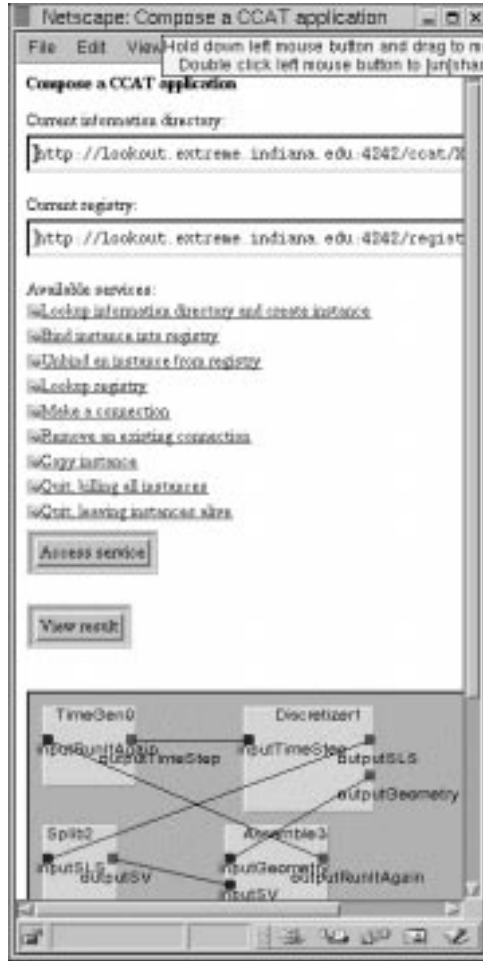 Netscape: Compose a CCAT application
File Edit View
Hold down left mouse button and drag to m
Double click left mouse button to [un]shar
Compose a CCAT application
Current information directory:
http://lookout.extreme.indiana.edu:4242/ccat/X
Current registry:
http://lookout.extreme.indiana.edu:4242/regist
Available services:
Lookup information directory and create instance
Bind instance into registry
Unbind an instance from registry
Lookup registry
Make a connection
Remove an existing connection
Copy instance
Quit, killing all instances
Quit, leaving instances alive
Access service
View result
TimeGen0
Discretizer1
inputRunItAgain
outputTimeStep
inputTimeStep
outputSLS
outputGeometry
Split2
Assemble3
inputSLS
outputSV
inputGeometry
outputRunItAgain
inputSV